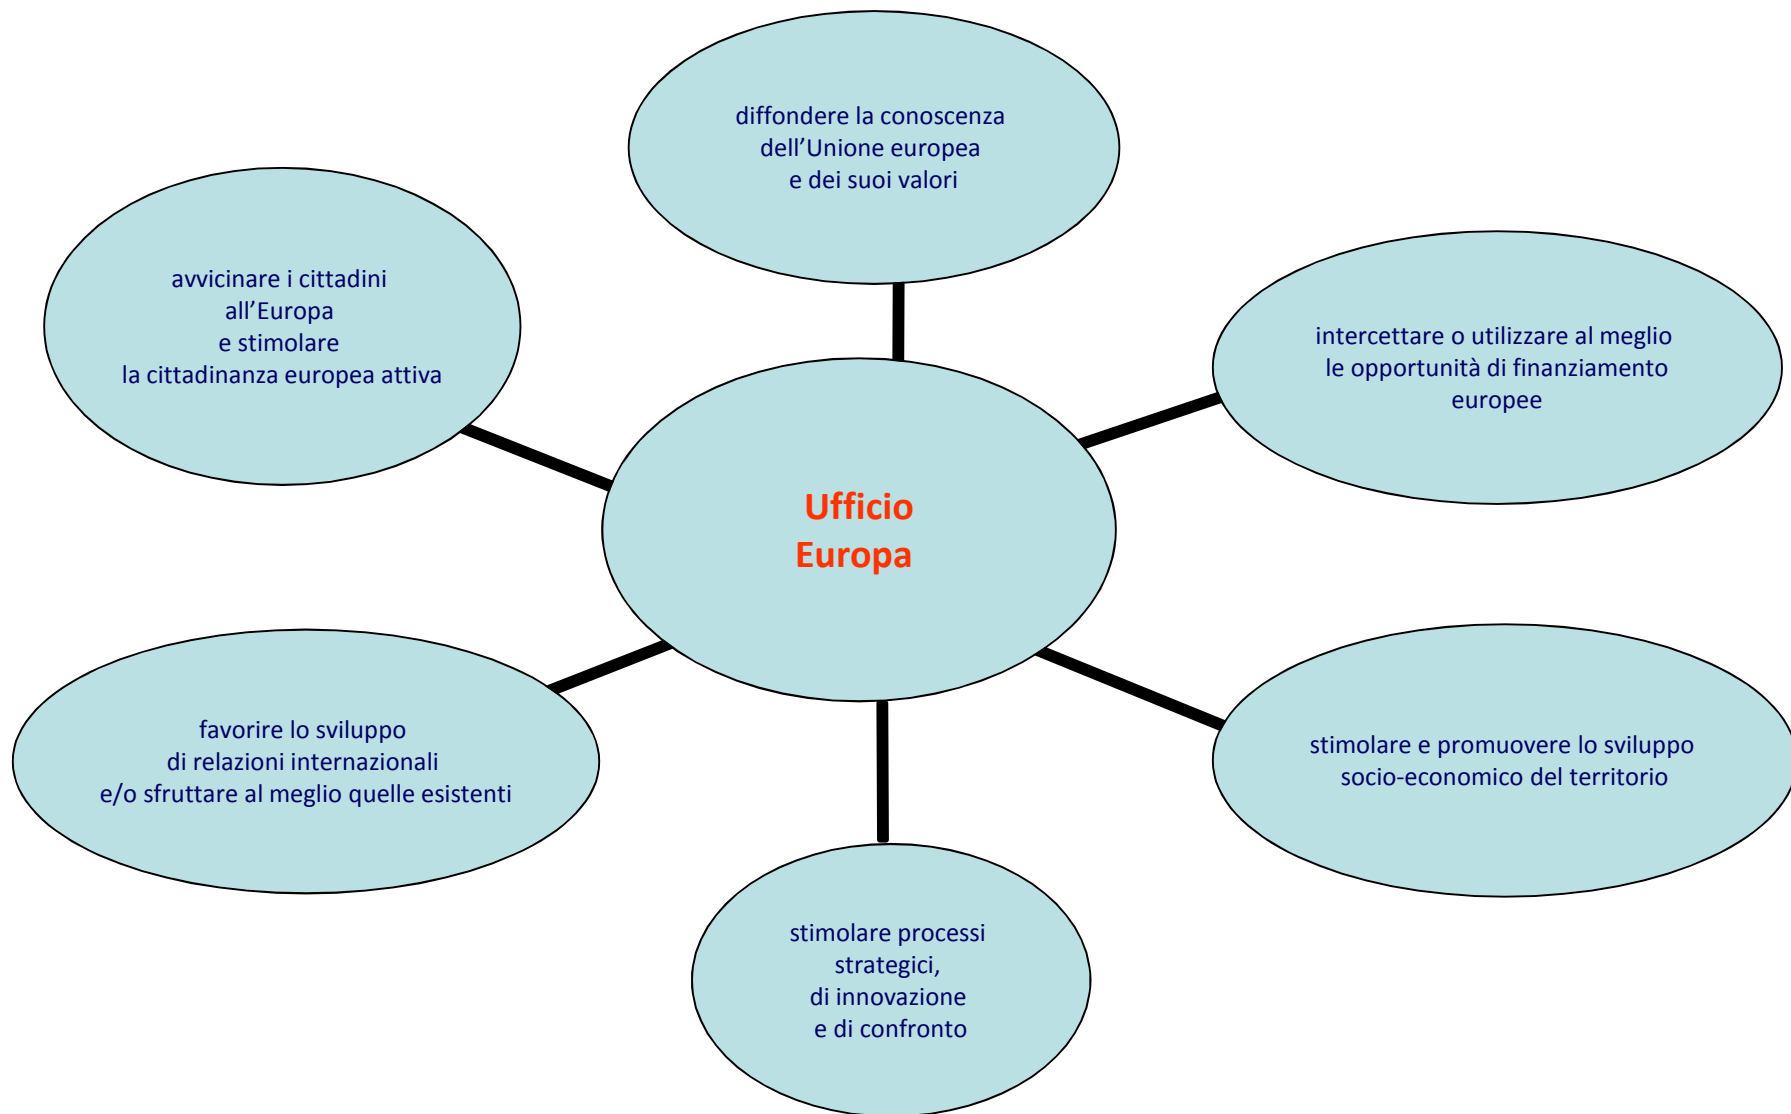 diffondere la conoscenza
dell’Unione europea
e dei suoi valori
avvicinare i cittadini
all’Europa
e stimolare
la cittadinanza europea attiva
intercettare o utilizzare al meglio
le opportunità di finanziamento
europee
Ufficio
Europa
favorire lo sviluppo
di relazioni internazionali
e/o sfruttare al meglio quelle esistenti
stimolare e promuovere lo sviluppo
socio-economico del territorio
stimolare processi
strategici,
di innovazione
e di confronto